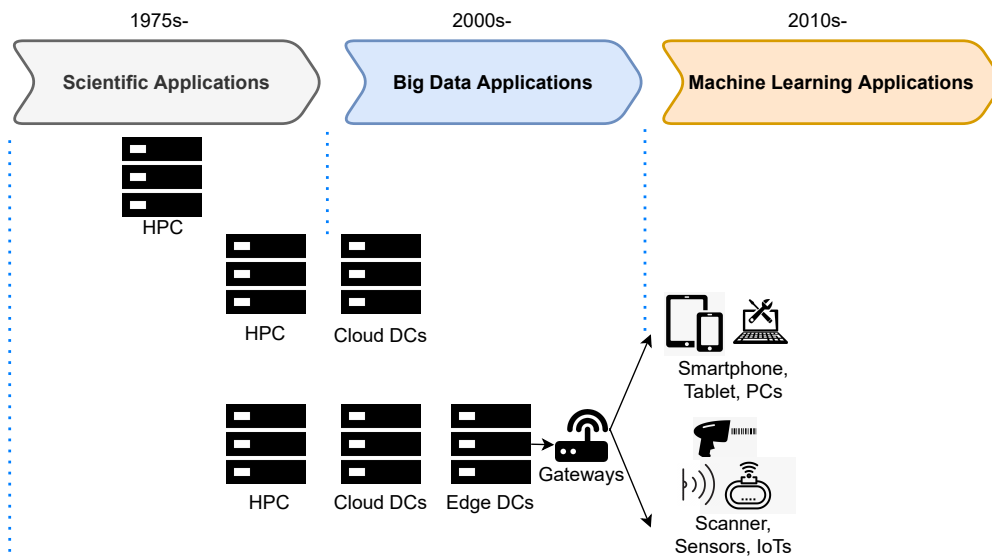 1975s-
2000s-
2010s-
Scientific Applications
Big Data Applications
Machine Learning Applications
HPC
HPC
Cloud DCs
Smartphone,
Tablet, PCs
HPC
Cloud DCs
Edge DCs
Gateways
Scanner,
Sensors, IoTs